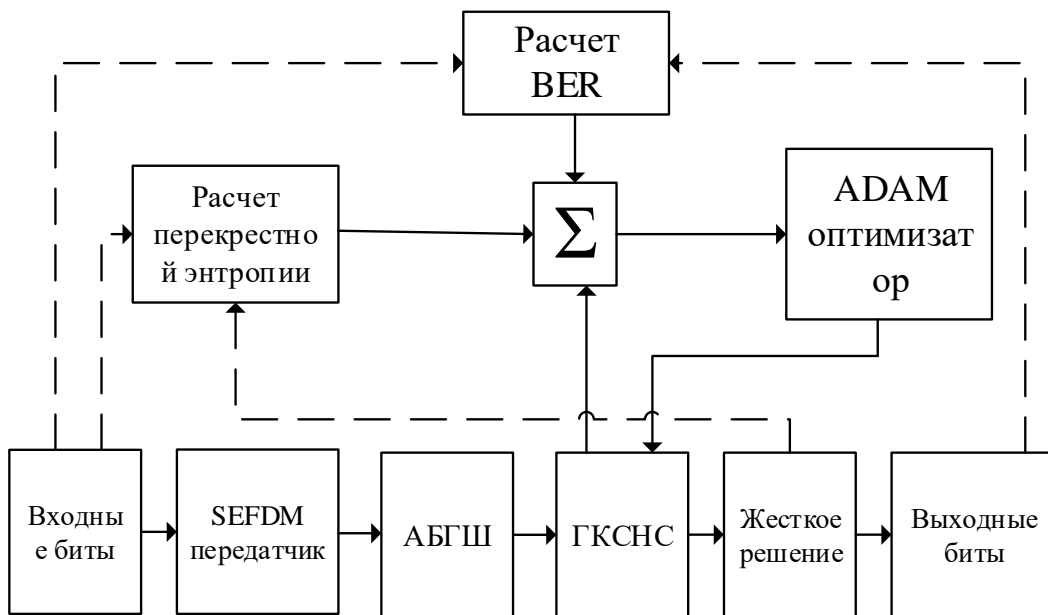 Расчет
BER
Расчет
перекрестно
й энтропии
Σ
ADAM
оптимизат
ор
Входны
е биты
SEFDM
передатчик
АБГШ
ГКСНС
Жесткое
решение
Выходные
биты